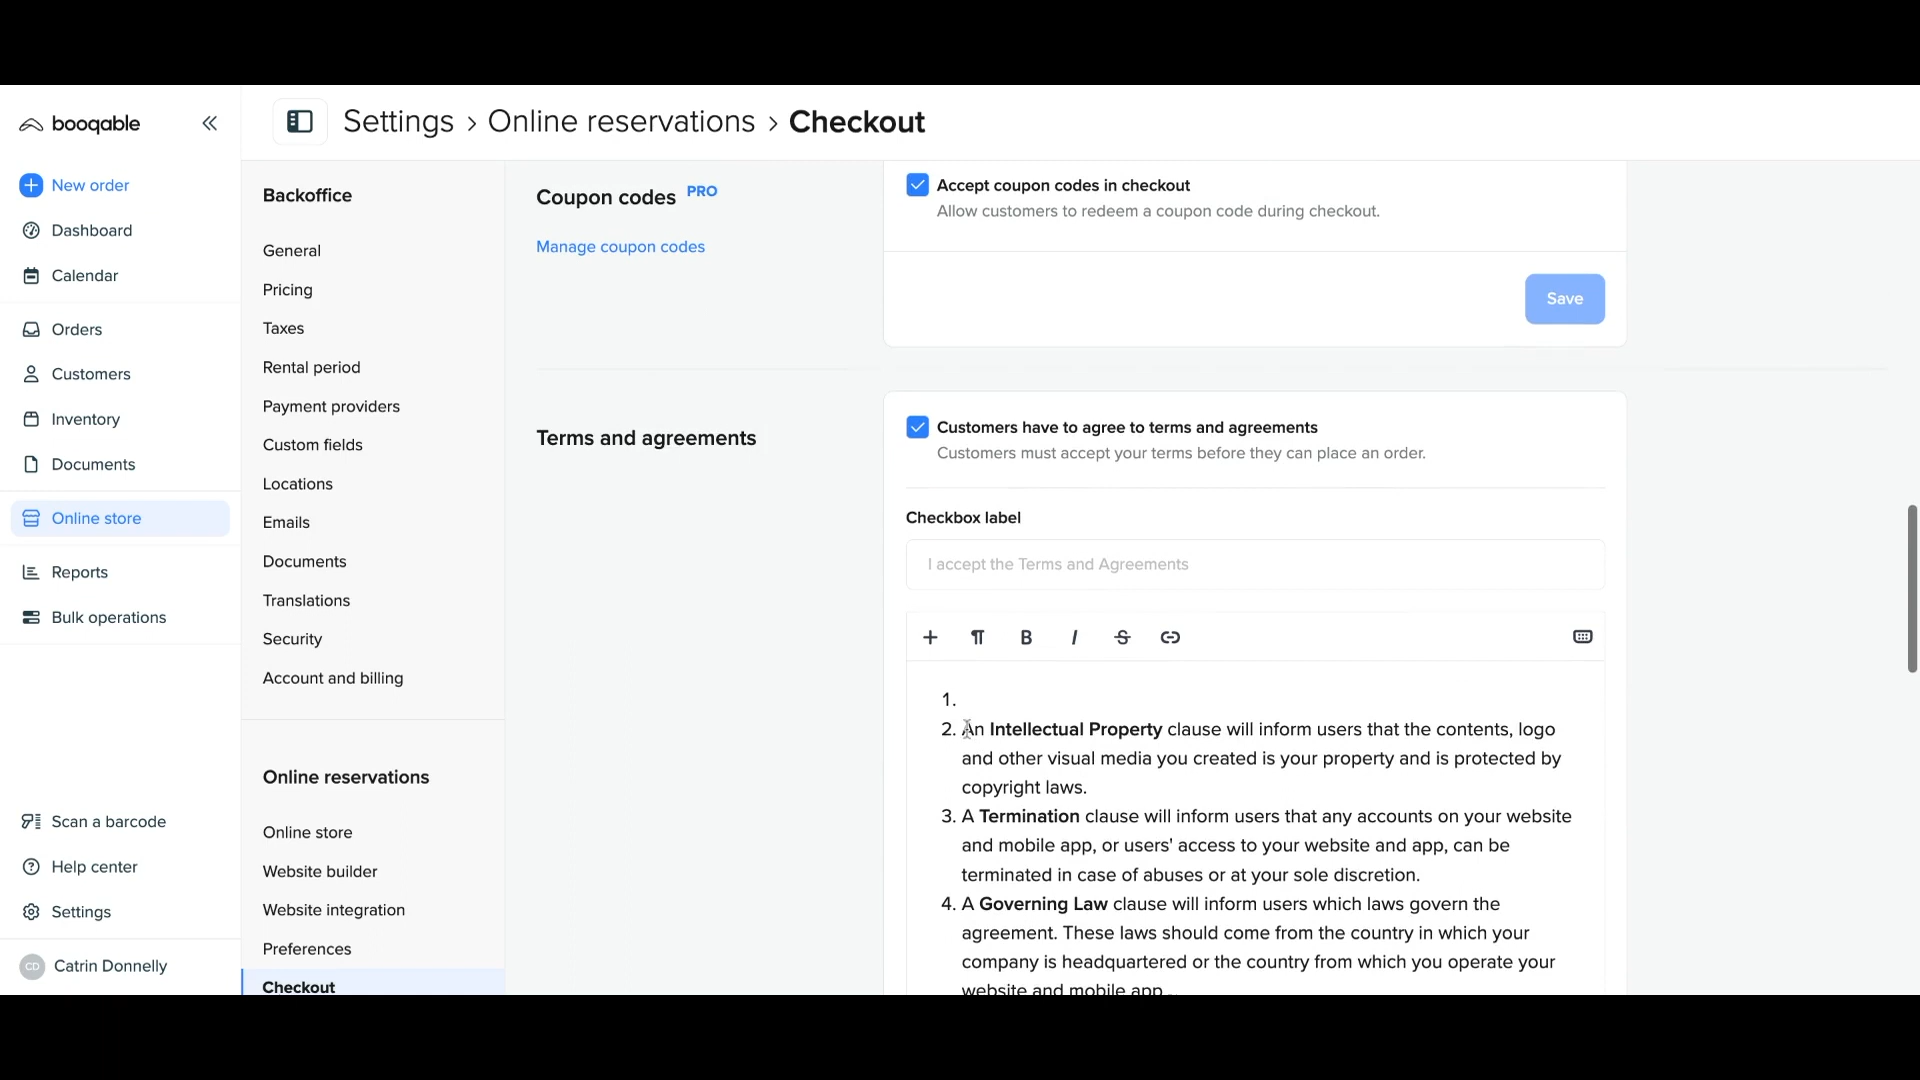 booqable
Settings > Online reservations > Checkout
New order
Dashboard
Calendar
Orders
Customers
Inventory
Documents
Online store
Reports
Bulk operations
Scan a barcode
Help center
Settings
CD Catrin Donnelly
Backoffice
General
Pricing
Taxes
Rental period
Payment providers
Custom fields
Locations
Emails
Documents
Translations
Security
Account and billing
Online reservations
Online store
Website builder
Website integration
Preferences
Checkout
Coupon codes PRO
Manage coupon codes
Accept coupon codes in checkout
Allow customers to redeem a coupon code during checkout.
Save
Terms and agreements
Customers have to agree to terms and agreements
Customers must accept your terms before they can place an order.
Checkbox label
I accept the Terms and Agreements
1.
2. An Intellectual Property clause will inform users that the contents, logo
and other visual media you created is your property and is protected by
copyright laws.
3. A Termination clause will inform users that any accounts on your website
and mobile app, or users' access to your website and app, can be
terminated in case of abuses or at your sole discretion.
4. A Governing Law clause will inform users which laws govern the
agreement. These laws should come from the country in which your
company is headquartered or the country from which you operate your
website and mobile app.